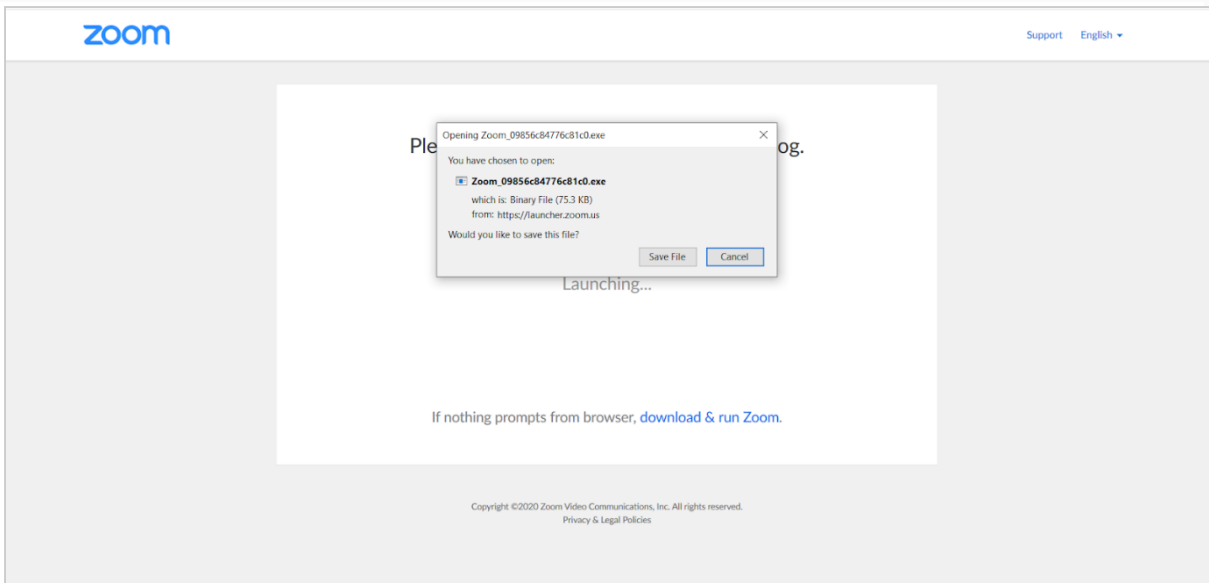 zoom
Support English
Opening Zoom_09856c84776c81c0.exe
Ple og.
You have chosen to open:
Zoom_09856c84776c81c0.exe
which is: Binary File (75.3 KB)
from: https://launcher.zoom.us
Would you like to save this file?
Save File Cancel
Launching...
If nothing prompts from browser, download & run Zoom.
Copyright ©2020 Zoom Video Communications, Inc. All rights reserved.
Privacy & Legal Policies